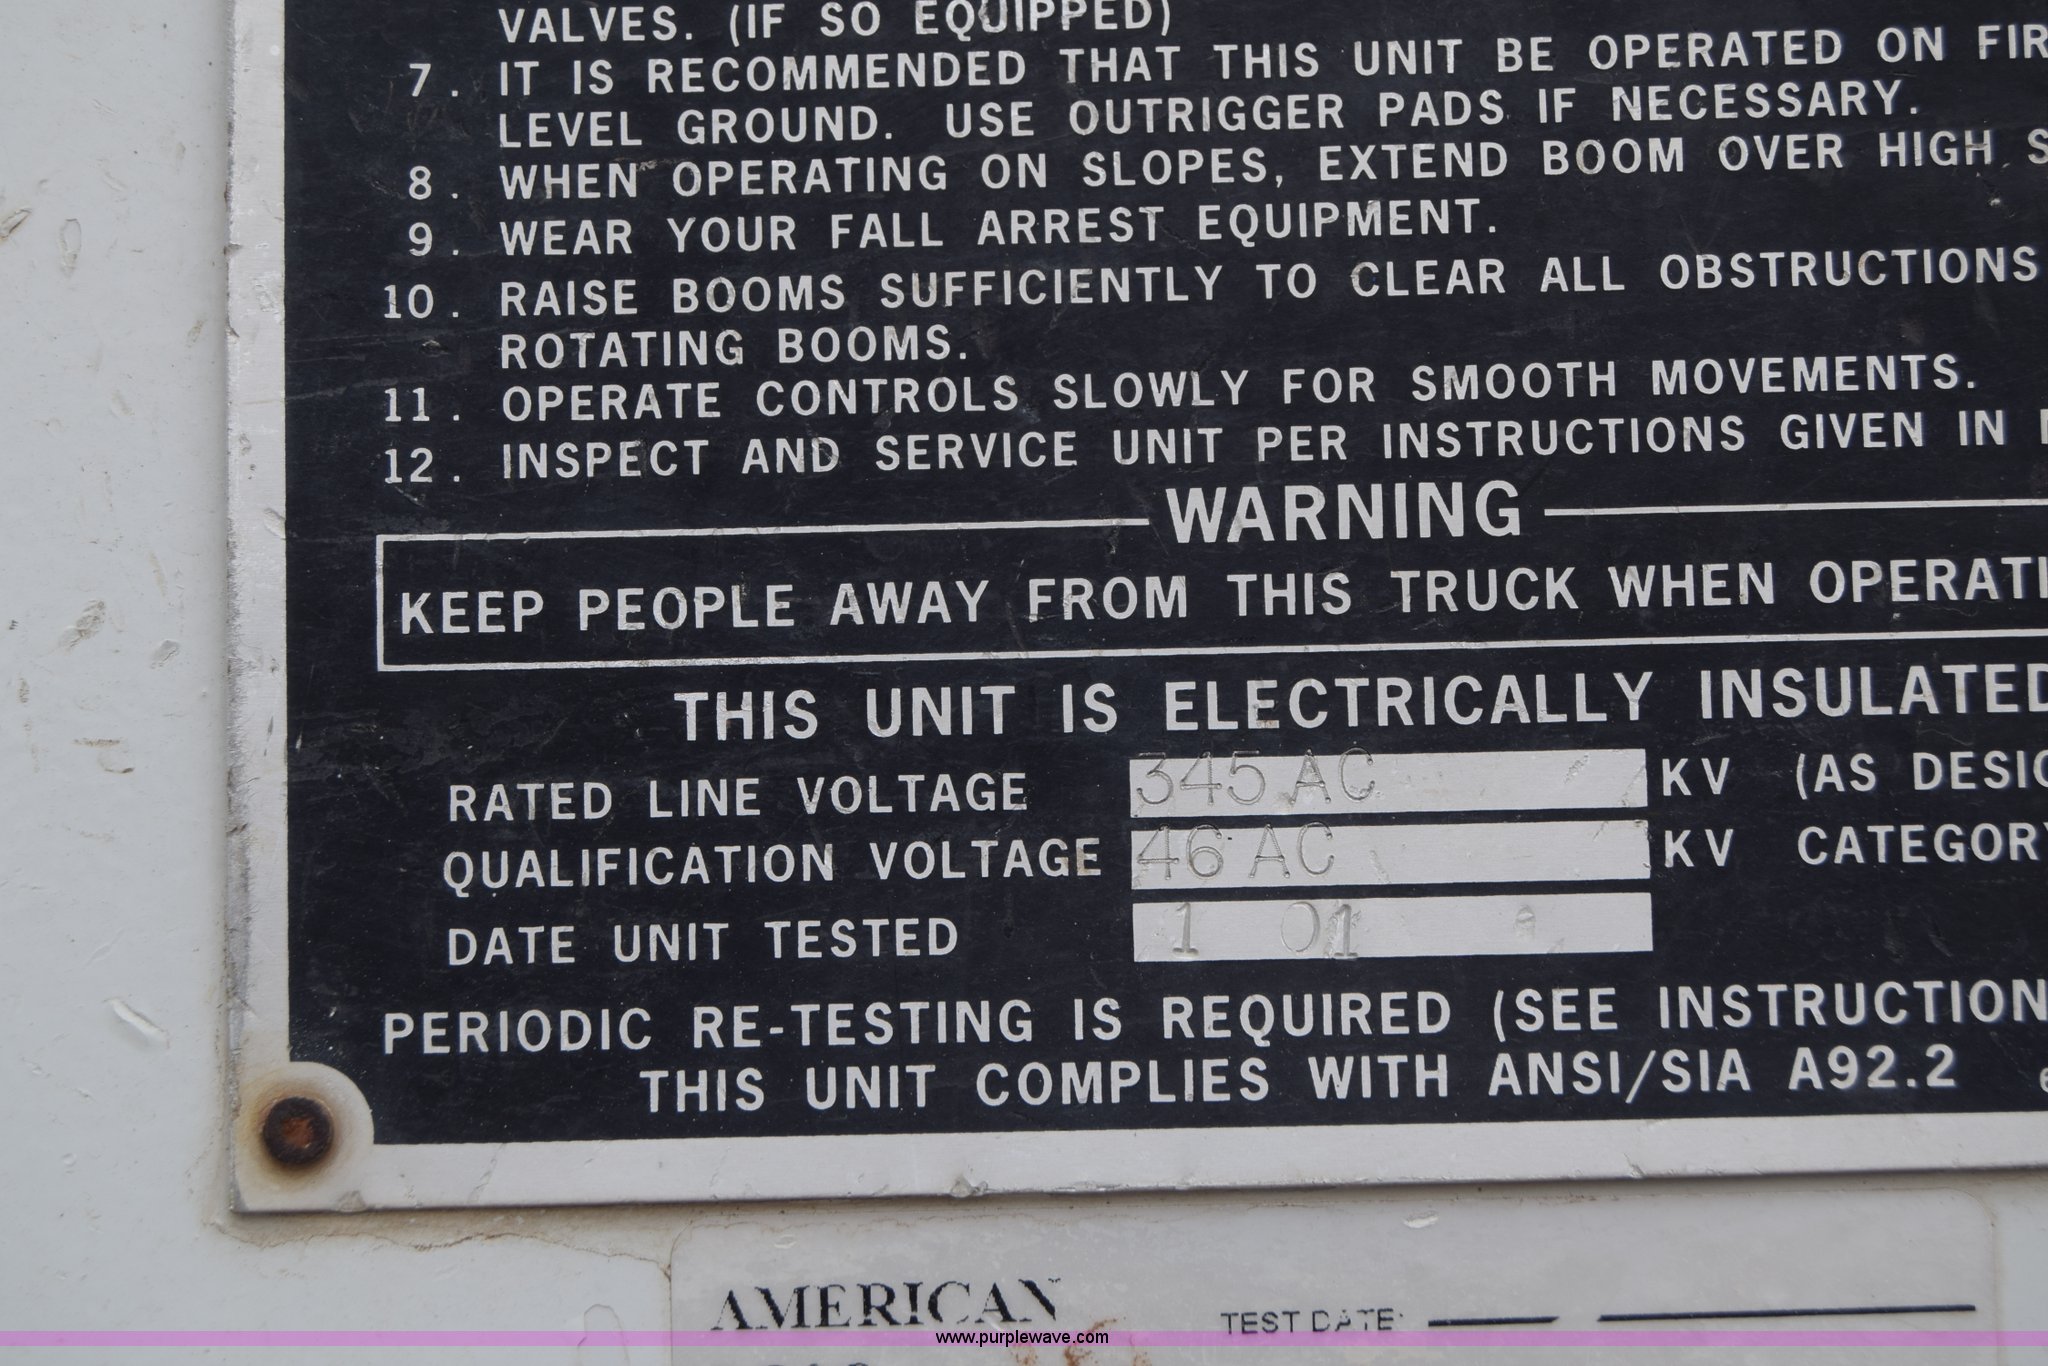 VALVES. (IF SO EQUIPPED)
7. IT IS RECOMMENDED THAT THIS UNIT BE OPERATED ON FIR
LEVEL GROUND. USE OUTRIGGER PADS IF NECESSARY.
8. WHEN OPERATING ON SLOPES, EXTEND BOOM OVER HIGH S
9. WEAR YOUR FALL ARREST EQUIPMENT.
10. RAISE BOOMS SUFFICIENTLY TO CLEAR ALL OBSTRUCTIONS
ROTATING BOOMS.
11. OPERATE CONTROLS SLOWLY FOR SMOOTH MOVEMENTS.
12. INSPECT AND SERVICE UNIT PER INSTRUCTIONS GIVEN IN
WARNING
KEEP PEOPLE AWAY FROM THIS TRUCK WHEN OPERATI
THIS UNIT IS ELECTRICALLY INSULATED
RATED LINE VOLTAGE 345 AC KV (AS DESIG
QUALIFICATION VOLTAGE 46 AC KV CATEGORY
DATE UNIT TESTED 1 01
PERIODIC RE-TESTING IS REQUIRED (SEE INSTRUCTION
THIS UNIT COMPLIES WITH ANSI/SIA A92.2
AMERICAN
TEST DATE:
www.purplewave.com